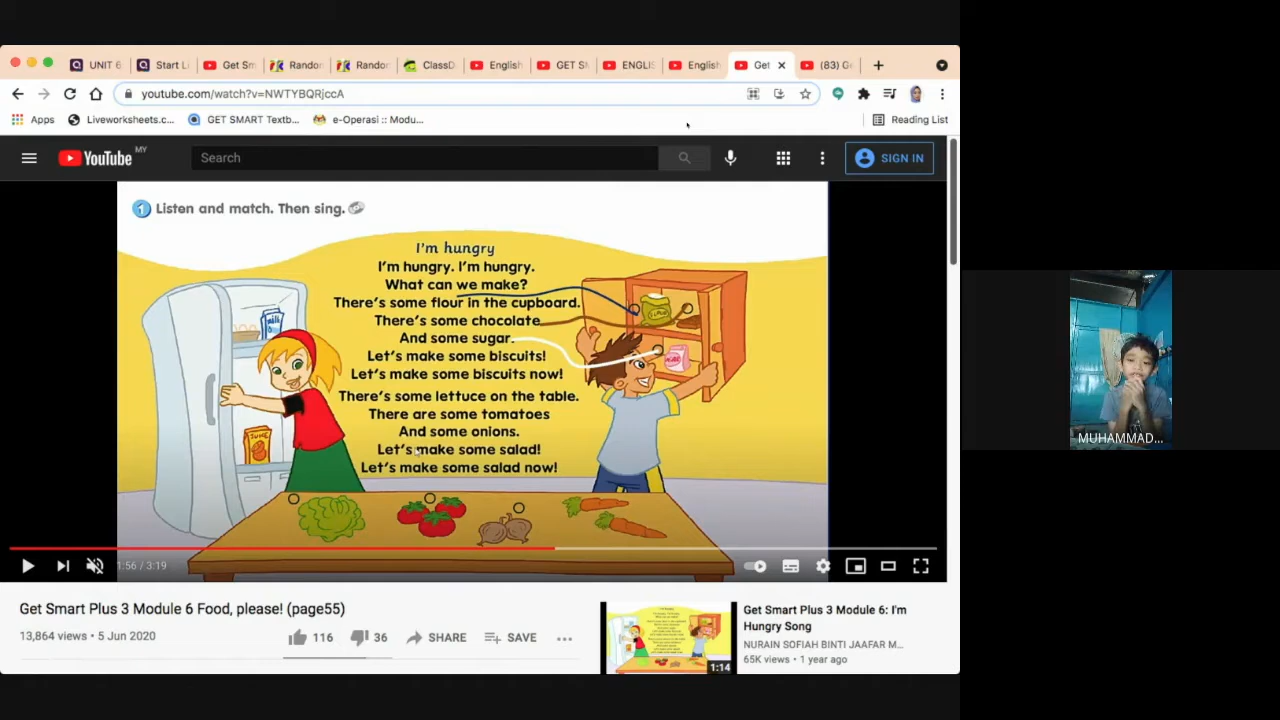 UNIT 6
Start Li
Get Sm
Randor
Randor
ClassD
English
GET SM
ENGLIS
English
Get
(83) Ge
youtube.com/watch?v=NWTYBQRjccA
Apps
Liveworksheets.c...
GET SMART Textb...
e-Operasi :: Modu...
Reading List
YouTube MY
Search
SIGN IN
1 Listen and match. Then sing.
I'm hungry
I'm hungry. I'm hungry.
What can we make?
There's some flour in the cupboard.
There's some chocolate
And some sugar.
Let's make some biscuits!
Let's make some biscuits now!
There's some lettuce on the table.
There are some tomatoes
And some onions.
Let's make some salad!
Let's make some salad now!
milk
JUICE
1:56 / 3:19
Get Smart Plus 3 Module 6 Food, please! (page55)
13,864 views • 5 Jun 2020
116
30
SHARE
SAVE
Get Smart Plus 3 Module 6: I'm
Hungry Song
NURAIN SOFIAH BINTI JAAFAR M...
65K views • 1 year ago
1:14
MUHAMMAD...